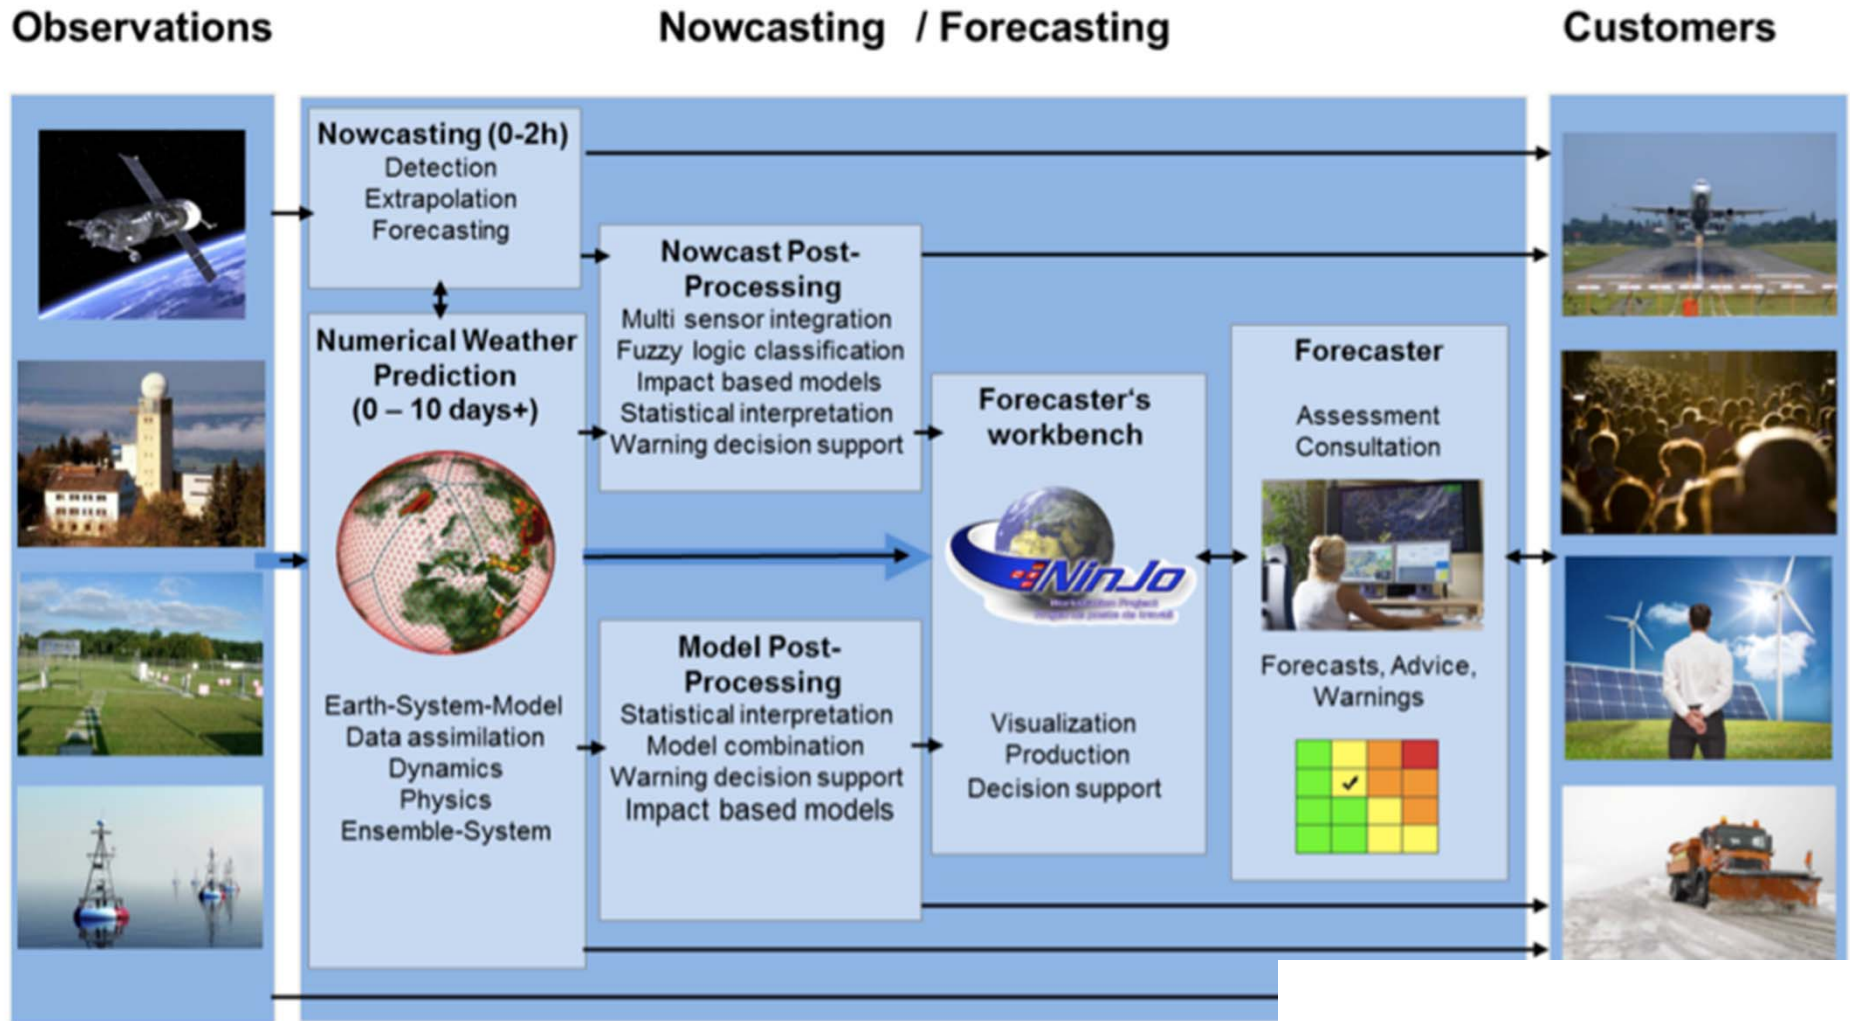 Observations
Nowcasting / Forecasting
Customers
Nowcasting (0-2h)
Detection
Extrapolation
Forecasting
Numerical Weather
Prediction
(0 – 10 days+)
Earth-System-Model
Data assimilation
Dynamics
Physics
Ensemble-System
Nowcast Post-
Processing
Multi sensor integration
Fuzzy logic classification
Impact based models
Statistical interpretation
Warning decision support
Model Post-
Processing
Statistical interpretation
Model combination
Warning decision support
Impact based models
Forecaster‘s
workbench
NinJo
Visualization
Production
Decision support
Forecaster
Assessment
Consultation
Forecasts, Advice,
Warnings